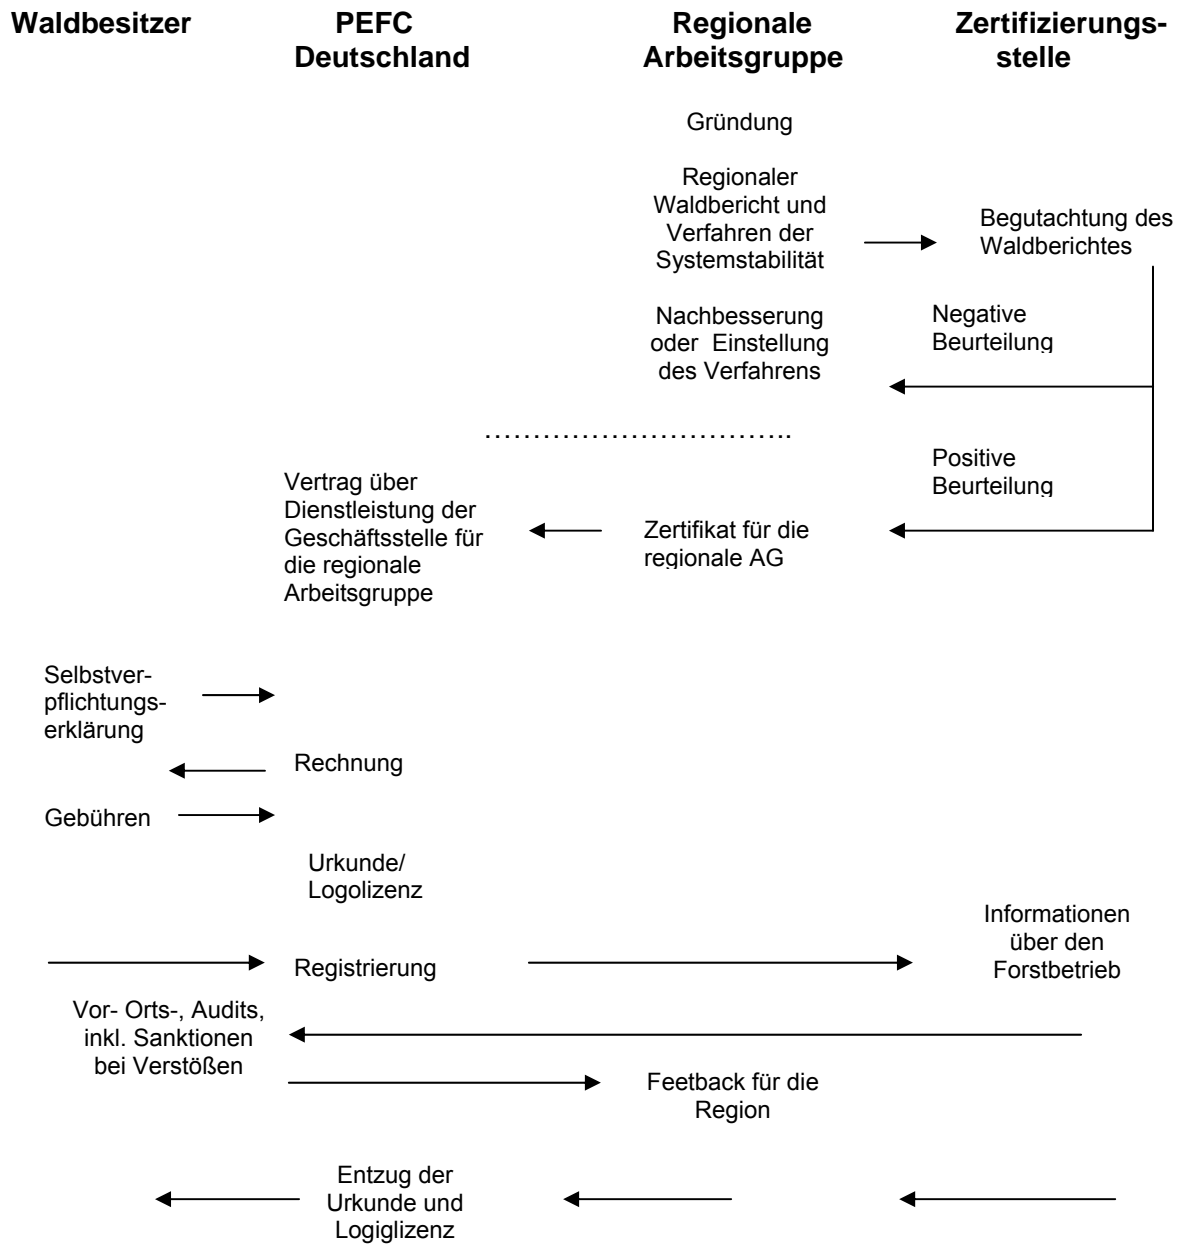 Waldbesitzer
PEFC
Deutschland
Regionale
Arbeitsgruppe
Zertifizierungs-
stelle
Gründung
Regionaler
Waldbericht und
Verfahren der
Systemstabilität
Begutachtung des
Waldberichtes
Nachbesserung
oder Einstellung
des Verfahrens
Negative
Beurteilung
……………………………..
Positive
Beurteilung
Vertrag über
Dienstleistung der
Geschäftsstelle für
die regionale
Arbeitsgruppe
Zertifikat für die
regionale AG
Selbstver-
pflichtungs-
erklärung
Rechnung
Gebühren
Urkunde/
Logolizenz
Informationen
über den
Forstbetrieb
Registrierung
Vor- Orts-, Audits,
inkl. Sanktionen
bei Verstößen
Feetback für die
Region
Entzug der
Urkunde und
Logiglizenz